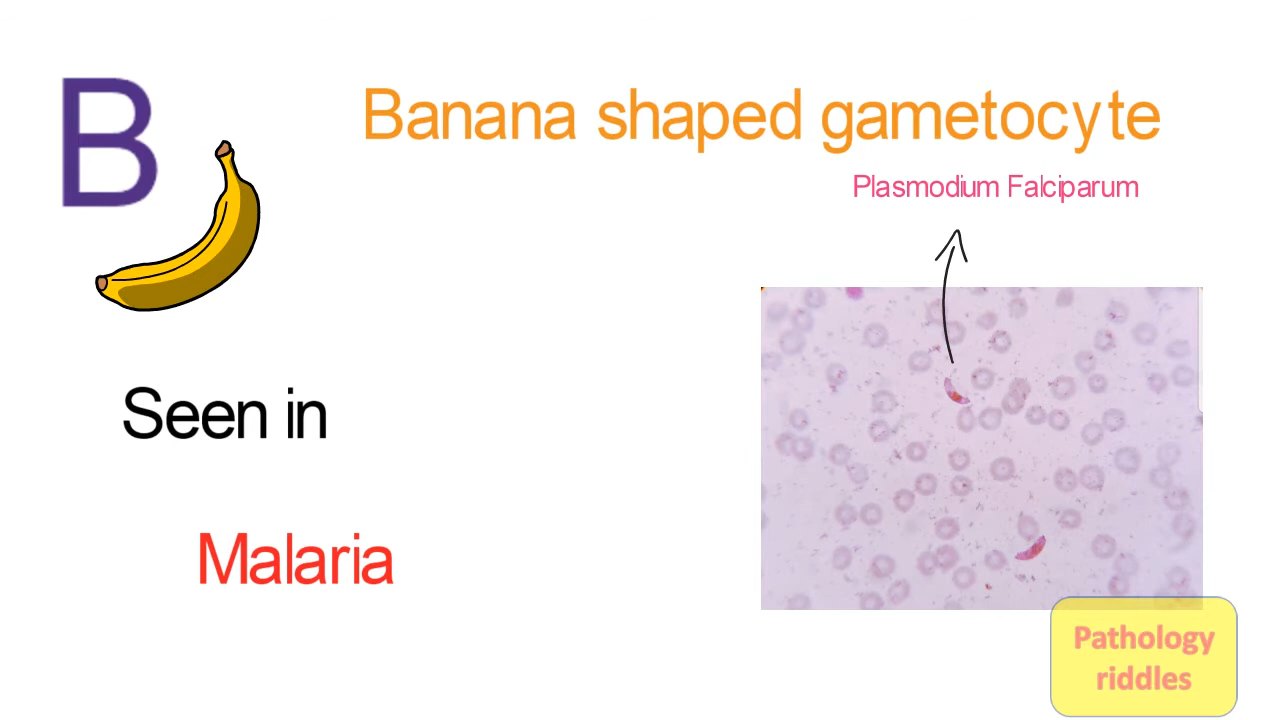 B
Banana shaped gametocyte
Plasmodium Falciparum
Seen in
Malaria
Pathology
riddles